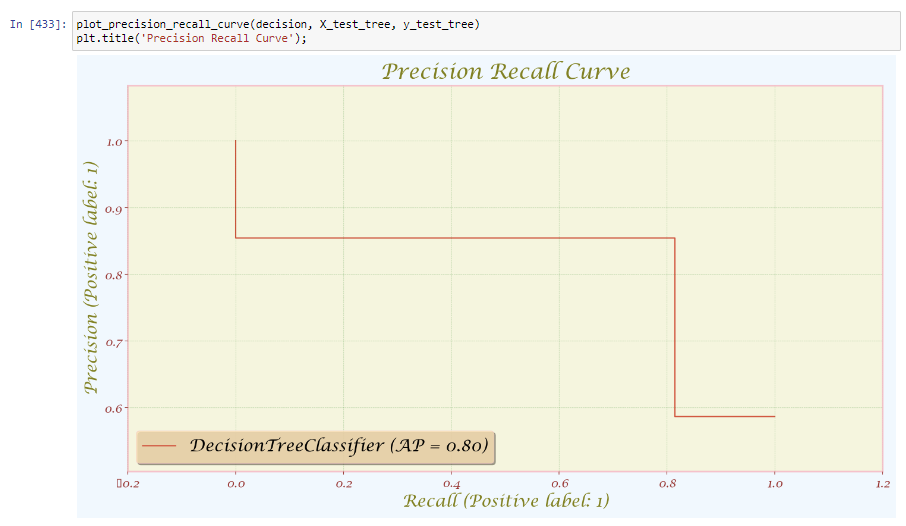 In [433]: plot_precision_recall_curve(decision, X_test_tree, y_test_tree)
plt.title('Precision Recall Curve');
Precision Recall Curve
1.0
0.9
0.8
0.7
0.6
Precision (Positive label: 1)
DecisionTreeClassifier (AP = 0.80)
▯0.2 0.0 0.2 0.4 0.6 0.8 1.0 1.2
Recall (Positive label: 1)